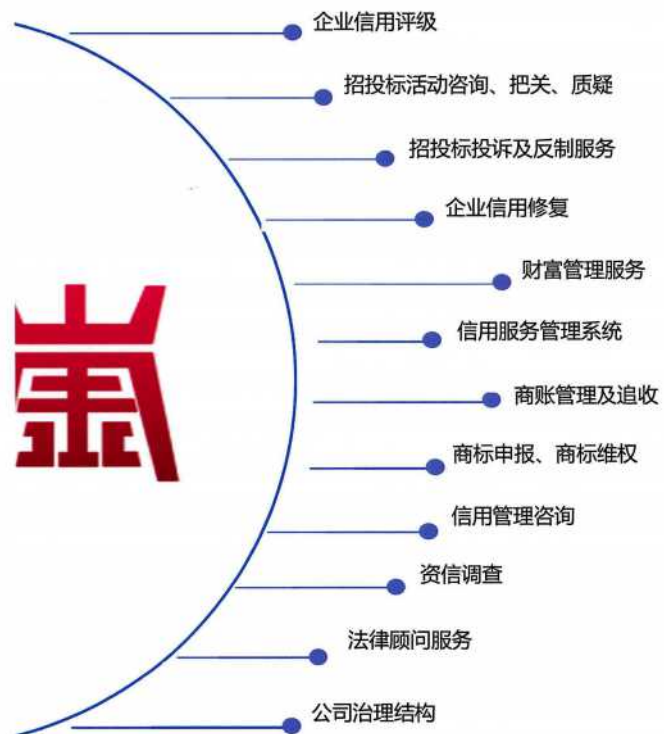 企业信用评级
招投标活动咨询、把关、质疑
招投标投诉及反制服务
企业信用修复
财富管理服务
信用服务管理系统
商账管理及追收
商标申报、商标维权
信用管理咨询
资信调查
法律顾问服务
公司治理结构